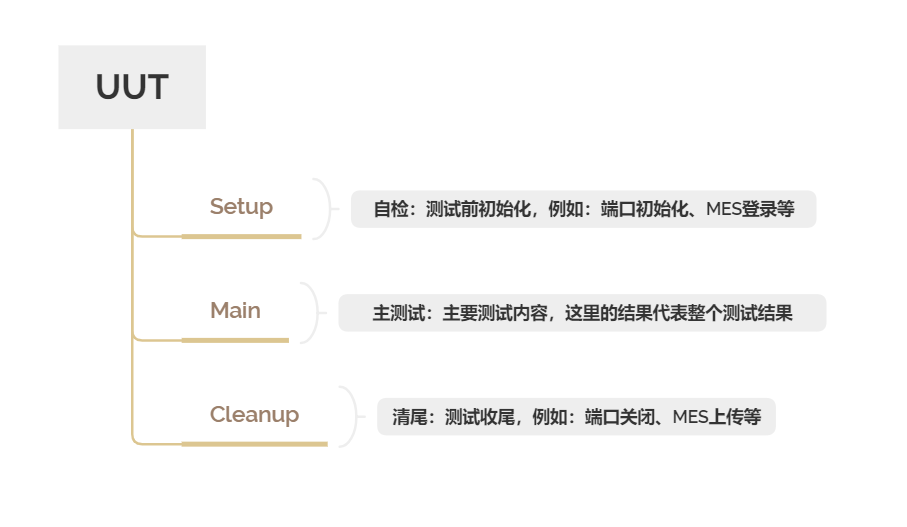 UUT
Setup
自检：测试前初始化，例如：端口初始化、MES登录等
Main
主测试：主要测试内容，这里的结果代表整个测试结果
Cleanup
清尾：测试收尾，例如：端口关闭、MES上传等